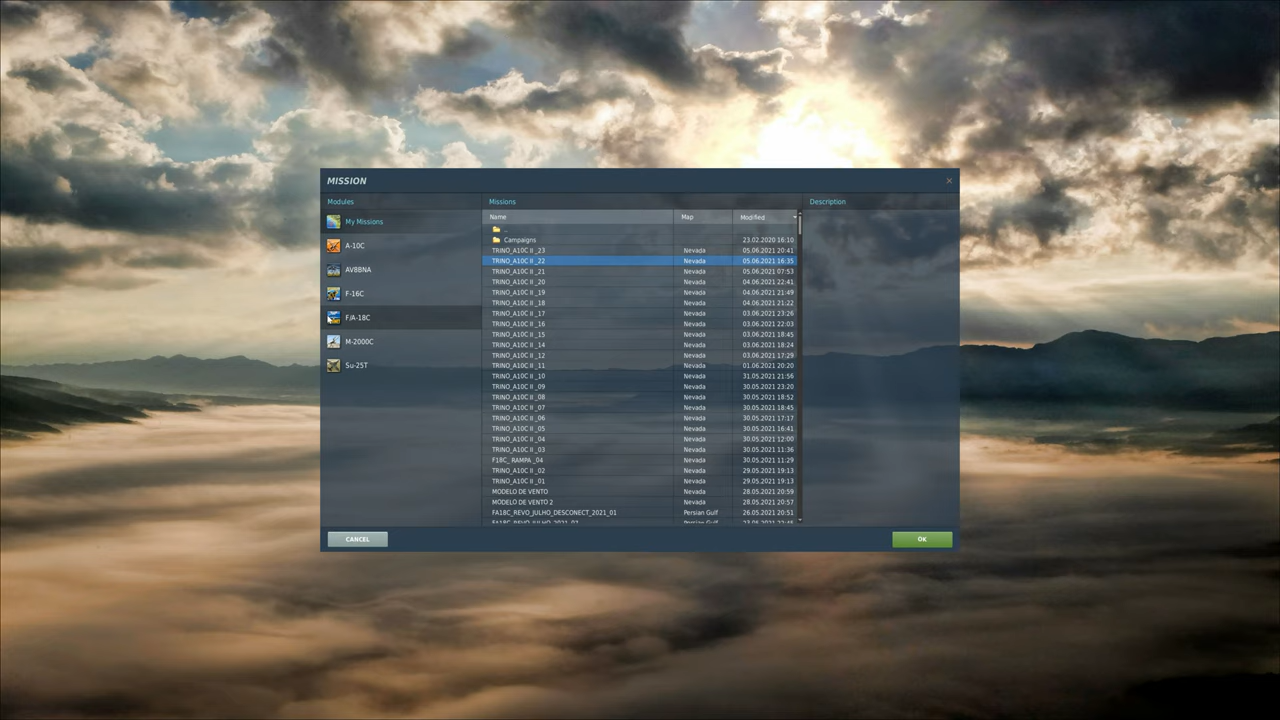 MISSION
Modules
Missions
Description
My Missions
A-10C
AV8BNA
F-16C
F/A-18C
M-2000C
Su-25T
Name Map Modified
..
Campaigns 23.02.2020 16:10
TRINO_A10C II _23 Nevada 05.06.2021 20:41
TRINO_A10C II _22 Nevada 05.06.2021 16:35
TRINO_A10C II _21 Nevada 05.06.2021 07:53
TRINO_A10C II _20 Nevada 04.06.2021 22:41
TRINO_A10C II _19 Nevada 04.06.2021 21:49
TRINO_A10C II _18 Nevada 04.06.2021 21:22
TRINO_A10C II _17 Nevada 03.06.2021 23:26
TRINO_A10C II _16 Nevada 03.06.2021 22:03
TRINO_A10C II _15 Nevada 03.06.2021 18:45
TRINO_A10C II _14 Nevada 03.06.2021 18:24
TRINO_A10C II _12 Nevada 03.06.2021 17:29
TRINO_A10C II _11 Nevada 01.06.2021 20:20
TRINO_A10C II _10 Nevada 31.05.2021 21:56
TRINO_A10C II _09 Nevada 30.05.2021 23:20
TRINO_A10C II _08 Nevada 30.05.2021 18:52
TRINO_A10C II _07 Nevada 30.05.2021 18:45
TRINO_A10C II _06 Nevada 30.05.2021 17:17
TRINO_A10C II _05 Nevada 30.05.2021 16:41
TRINO_A10C II _04 Nevada 30.05.2021 12:00
TRINO_A10C II _03 Nevada 30.05.2021 11:36
F18C_ RAMPA _04 Nevada 30.05.2021 11:29
TRINO_A10C II _02 Nevada 29.05.2021 19:13
TRINO_A10C II _01 Nevada 29.05.2021 19:13
MODELO DE VENTO Nevada 28.05.2021 20:59
MODELO DE VENTO 2 Nevada 28.05.2021 20:57
FA18C_REVO_JULHO_DESCONECT_2021_01 Persian Gulf 26.05.2021 20:51
Persian Gulf
CANCEL
OK